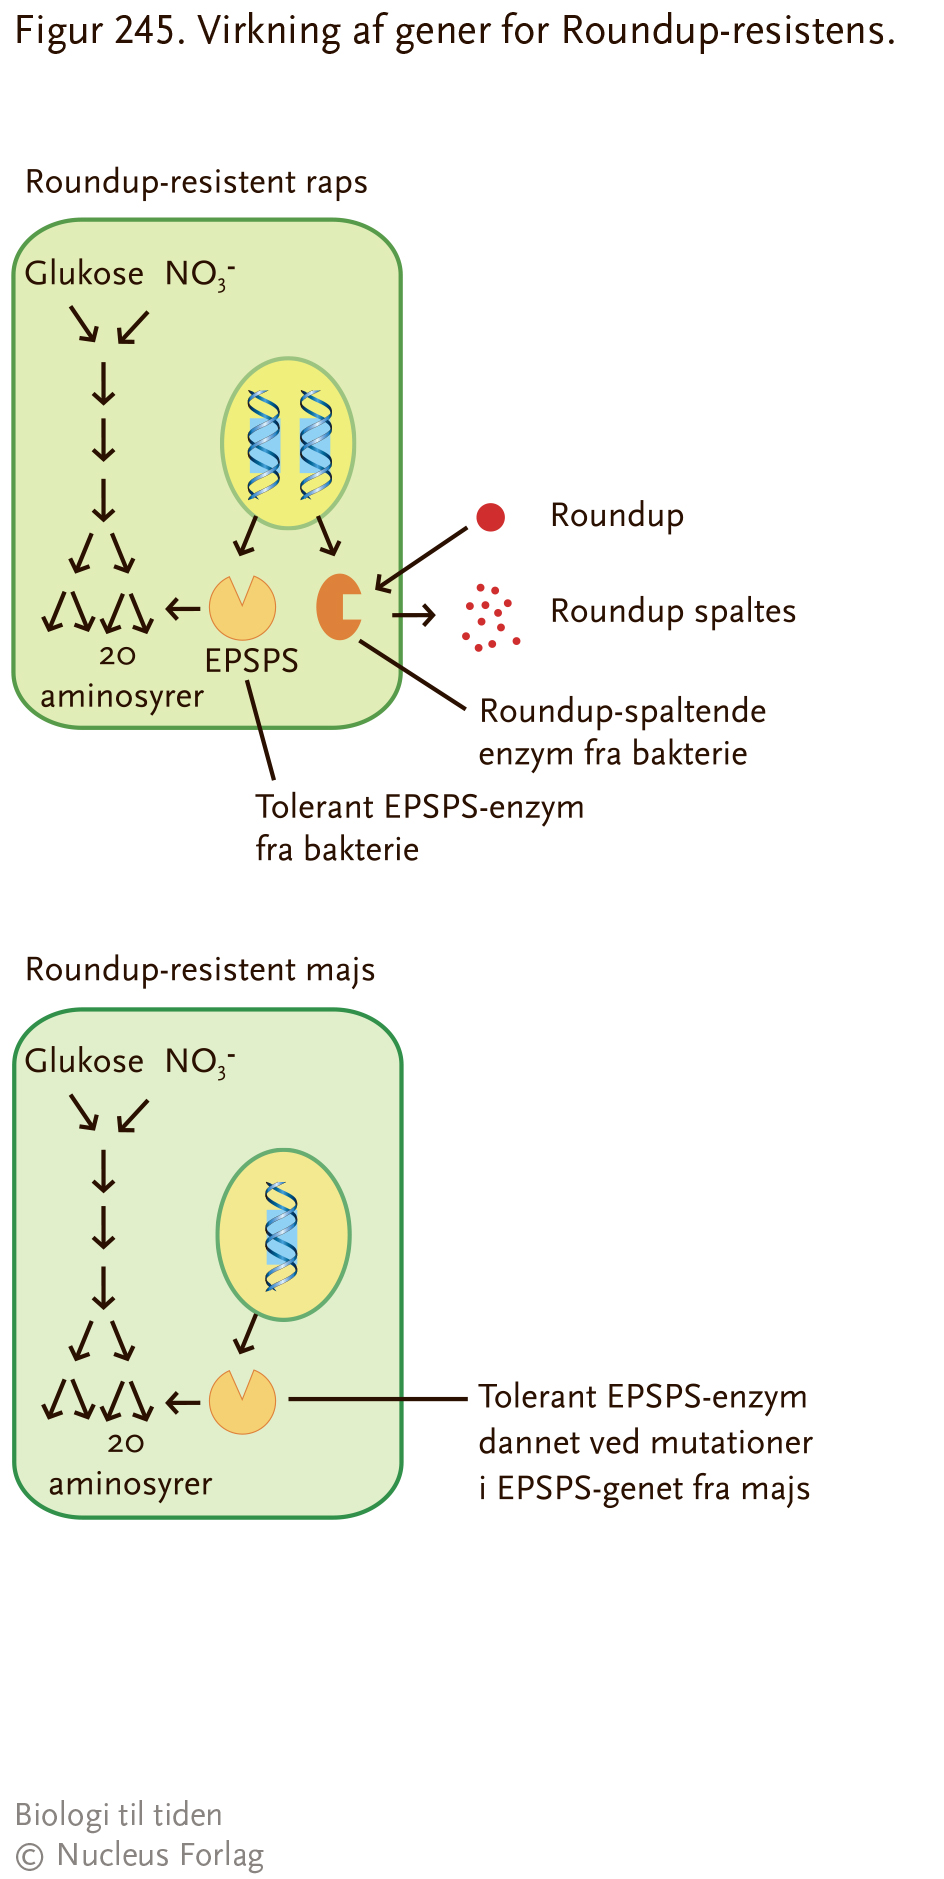 Figur 245. Virkning af gener for Roundup-resistens.
Roundup-resistent raps
Glukose NO₃⁻
Roundup
Roundup spaltes
20
aminosyrer
EPSPS
Roundup-spaltende
enzym fra bakterie
Tolerant EPSPS-enzym
fra bakterie
Roundup-resistent majs
Glukose NO₃⁻
20
aminosyrer
Tolerant EPSPS-enzym
dannet ved mutationer
i EPSPS-genet fra majs
Biologi til tiden
© Nucleus Forlag